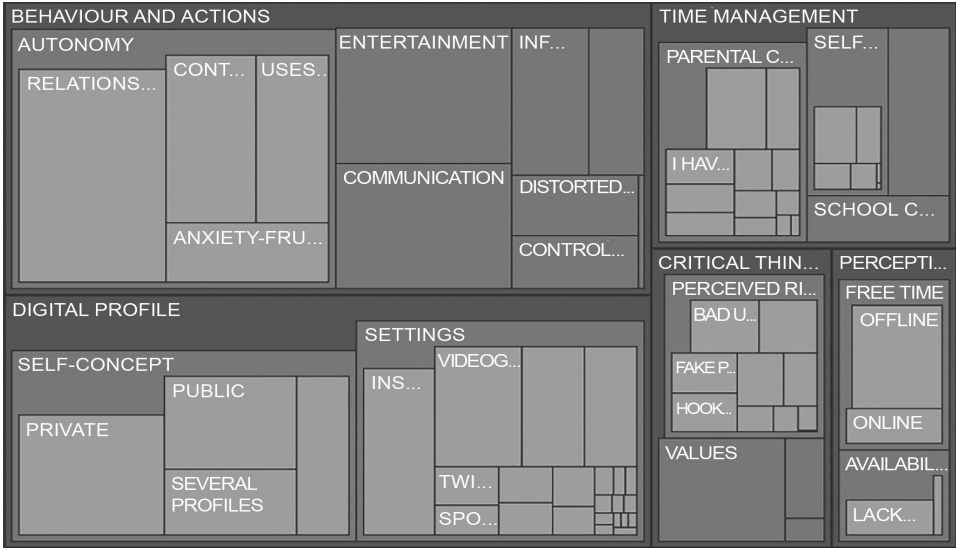 BEHAVIOUR AND ACTIONS
AUTONOMY
RELATIONS...
CONT...
USES...
ANXIETY-FRU...
ENTERTAINMENT
COMMUNICATION
INF...
DISTORTED...
CONTROL...
TIME MANAGEMENT
PARENTAL C...
I HAV...
SELF...
SCHOOL C...
DIGITAL PROFILE
SELF-CONCEPT
PRIVATE
PUBLIC
SEVERAL
PROFILES
SETTINGS
INS...
VIDEOG...
TWI...
SPO...
CRITICAL THIN...
PERCEIVED RI...
BAD U...
FAKE P...
HOOK...
VALUES
PERCEPTI...
FREE TIME
OFFLINE
ONLINE
AVAILABIL...
LACK...